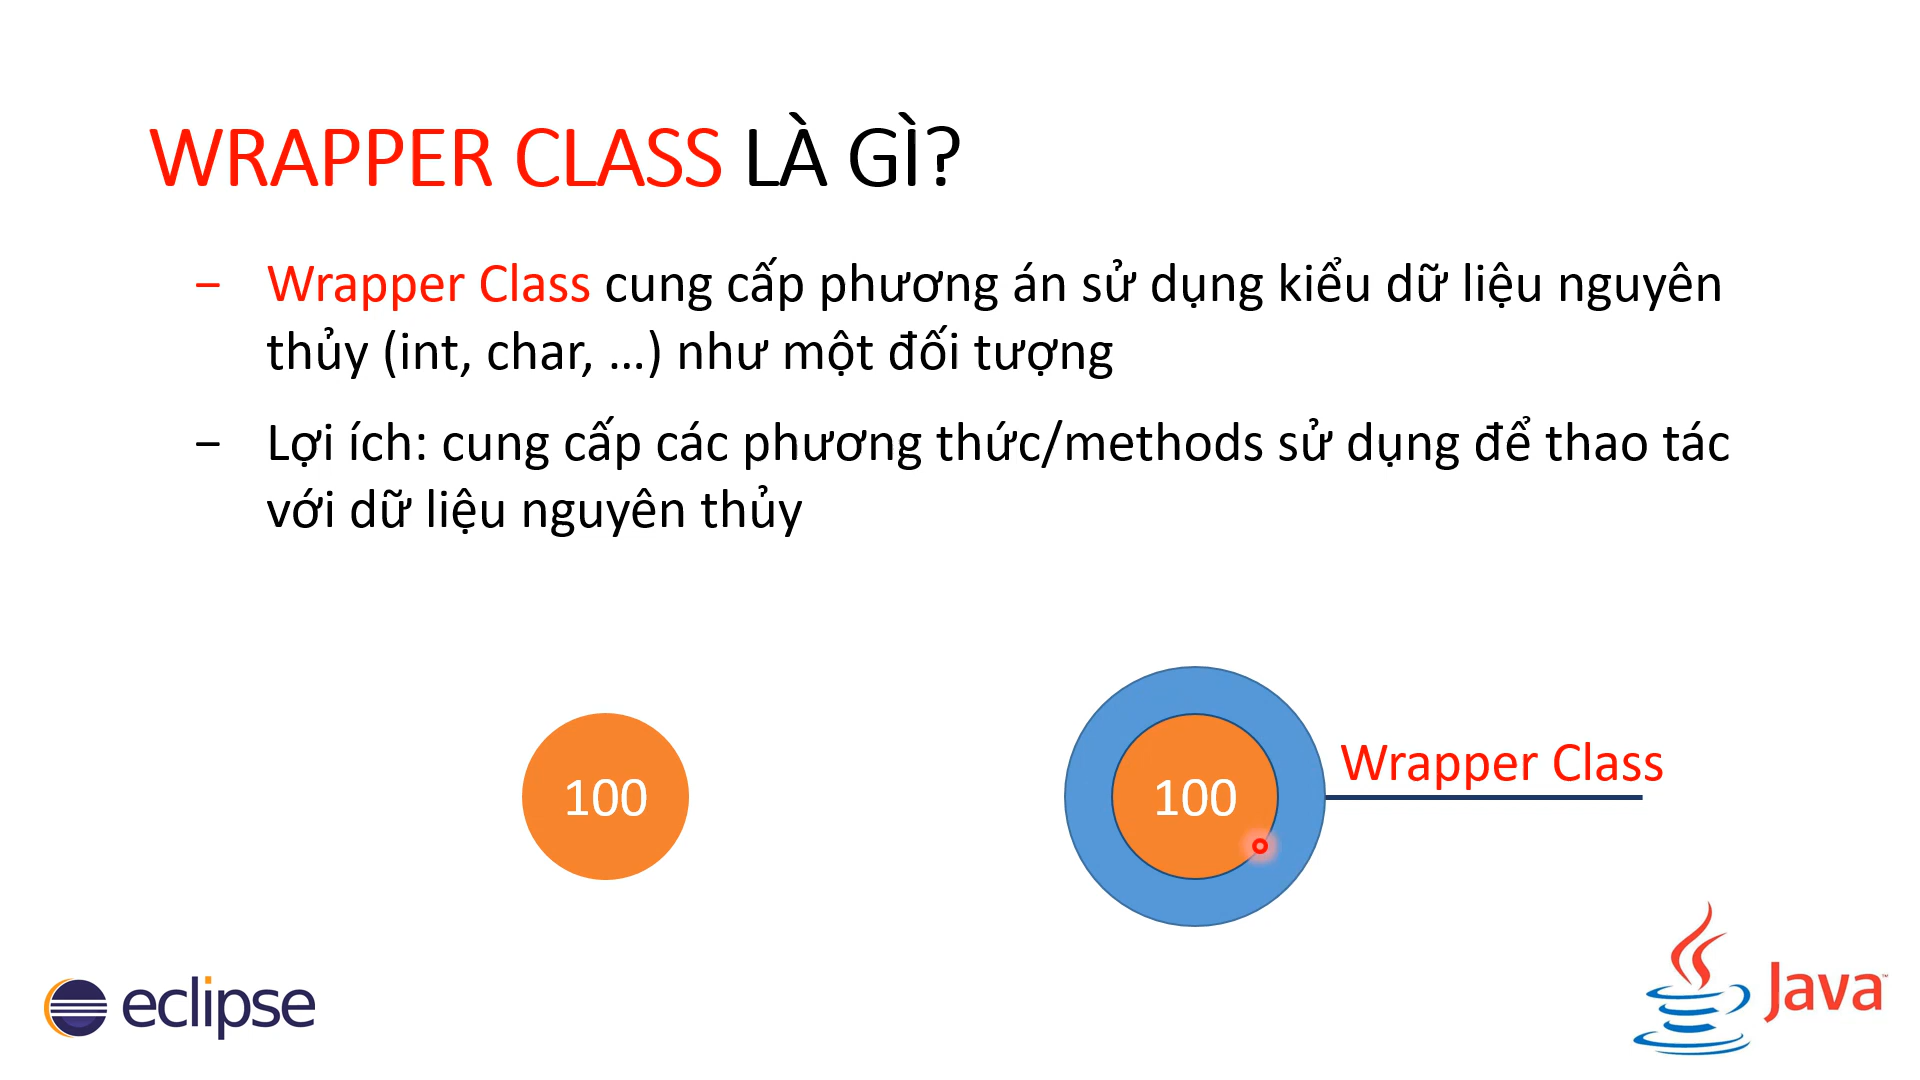 WRAPPER CLASS LÀ GÌ?
– Wrapper Class cung cấp phương án sử dụng kiểu dữ liệu nguyên
thủy (int, char, …) như một đối tượng
– Lợi ích: cung cấp các phương thức/methods sử dụng để thao tác
với dữ liệu nguyên thủy
100
100
Wrapper Class
eclipse
Java™